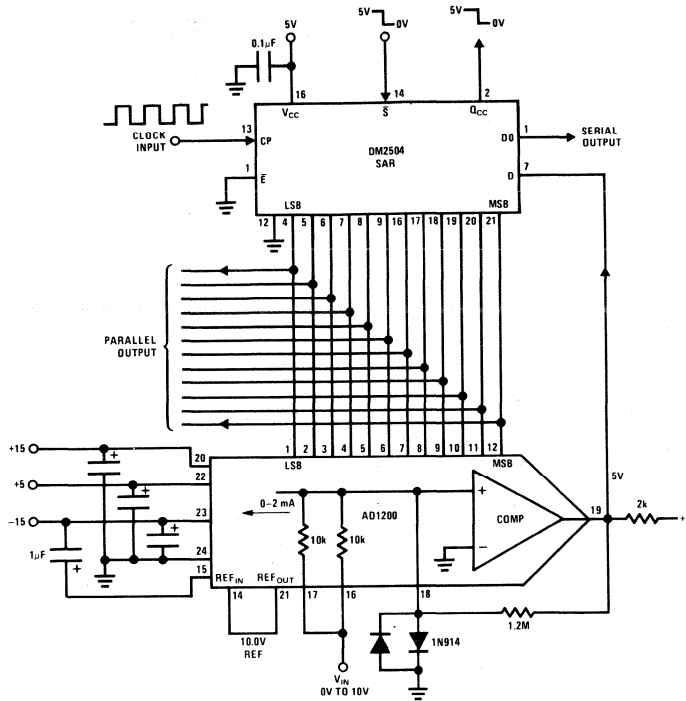 5V
5V
0V
5V
0V
0.1µF
16
14
2
VCC
S̅
QCC
CLOCK
INPUT
13
CP
DM2504
SAR
DO
1
SERIAL
OUTPUT
1
E̅
D
7
LSB
MSB
12 4 5 6 7 8 9 16 17 18 19 20 21
PARALLEL
OUTPUT
1 2 3 4 5 6 7 8 9 10 11 12
LSB
MSB
+15
20
+
+5
22
+
-15
23
+
24
1µF
+
15
0–2 mA
AD1200
10k
10k
+
COMP
−
5V
19
2k
+
REFIN
REFOUT
14
21
17
16
18
10.0V
REF
1N914
1.2M
VIN
0V TO 10V